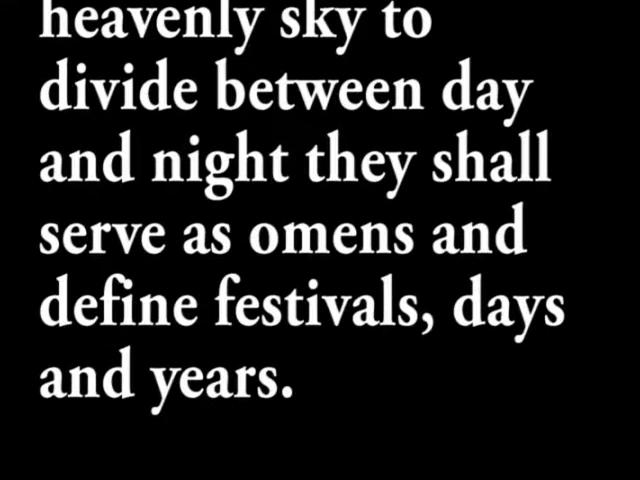 heavenly sky to
divide between day
and night they shall
serve as omens and
define festivals, days
and years.